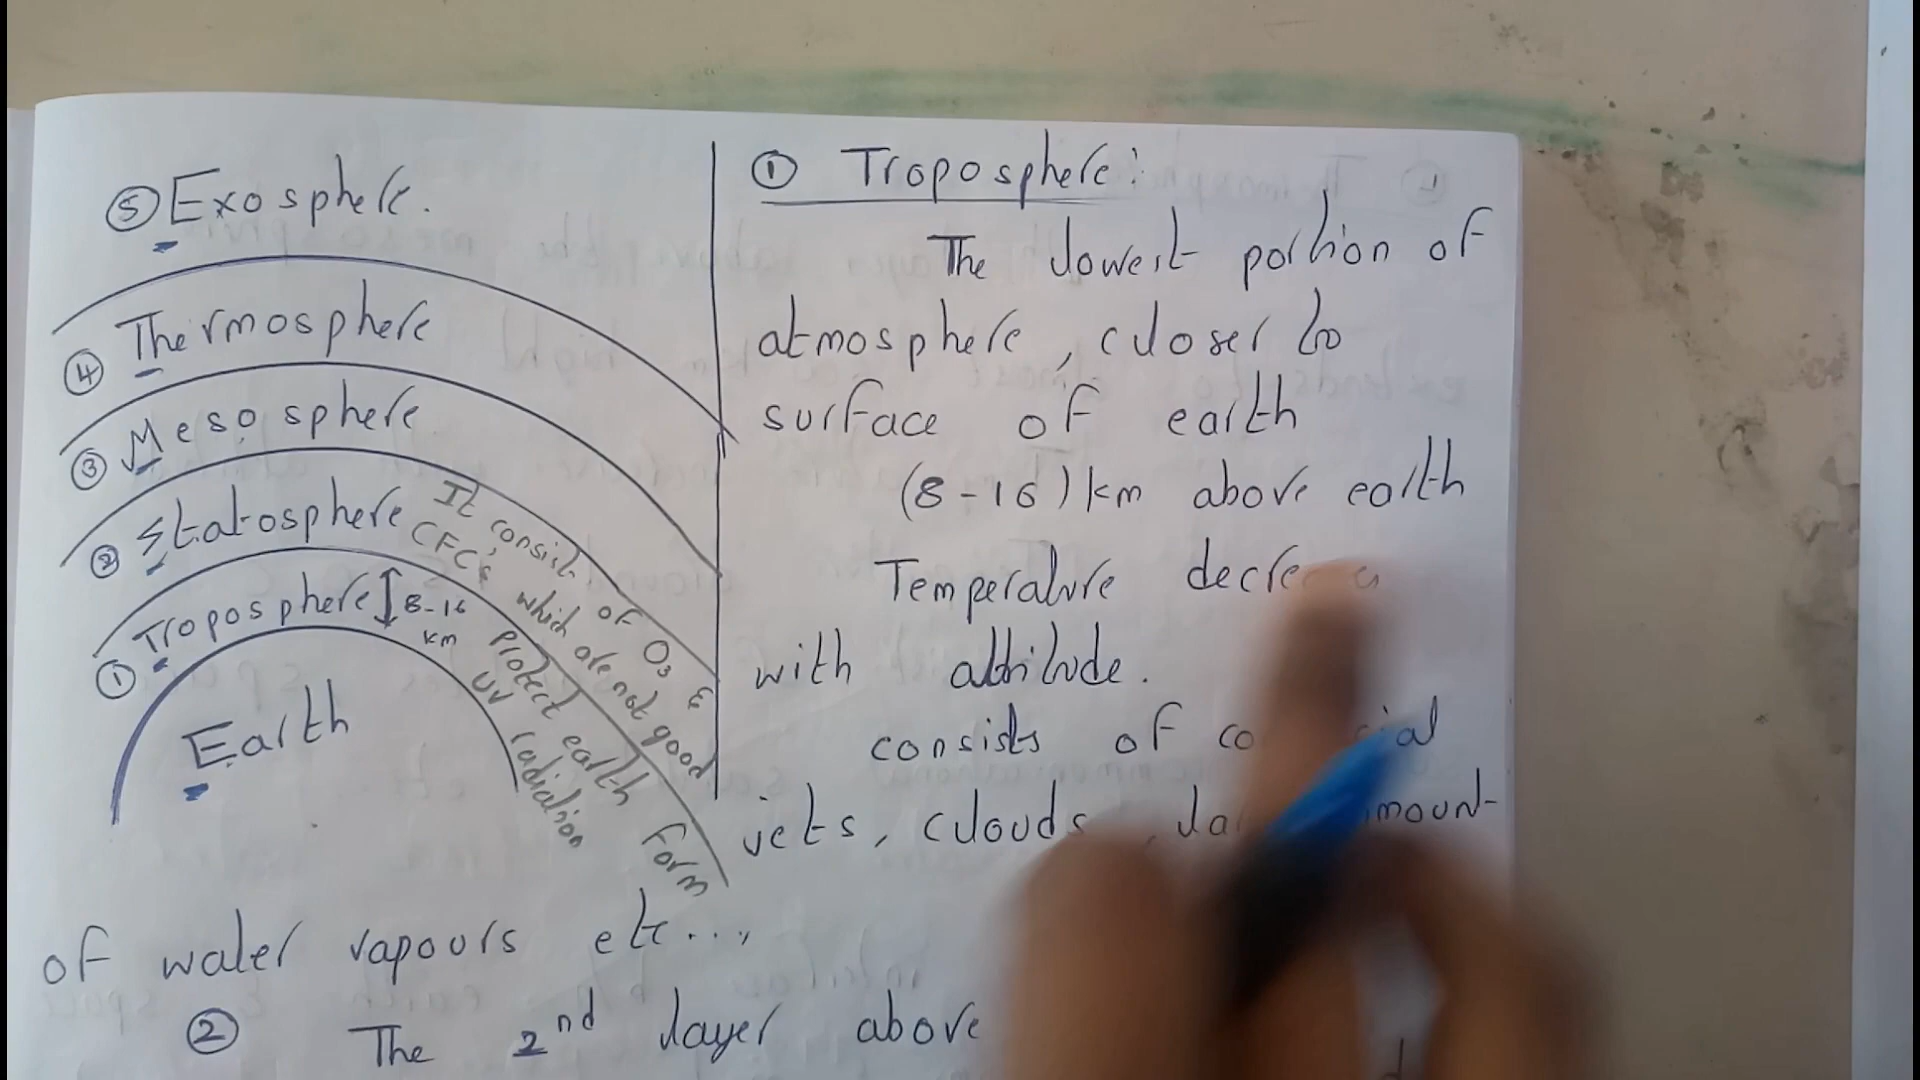 ⑤ Exosphere.
④ Thermosphere
③ Mesosphere
② Statosphere
It consist of O3 &
CFC's which are not good
① Troposphere 8-16
km
Protect earth form
UV radiation
Earth
① Troposphere:
The lowest portion of
atmosphere, closer to
surface of earth
(8-16) km above earth
Temperature
with altitude.
consists of
jets, clouds,
of water vapours etc...,
② The 2nd layer above